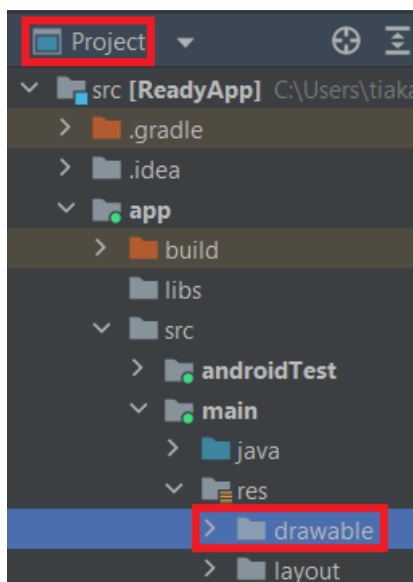 Project
src [ReadyApp] C:\Users\tiaka
.gradle
.idea
app
build
libs
src
androidTest
main
java
res
drawable
layout